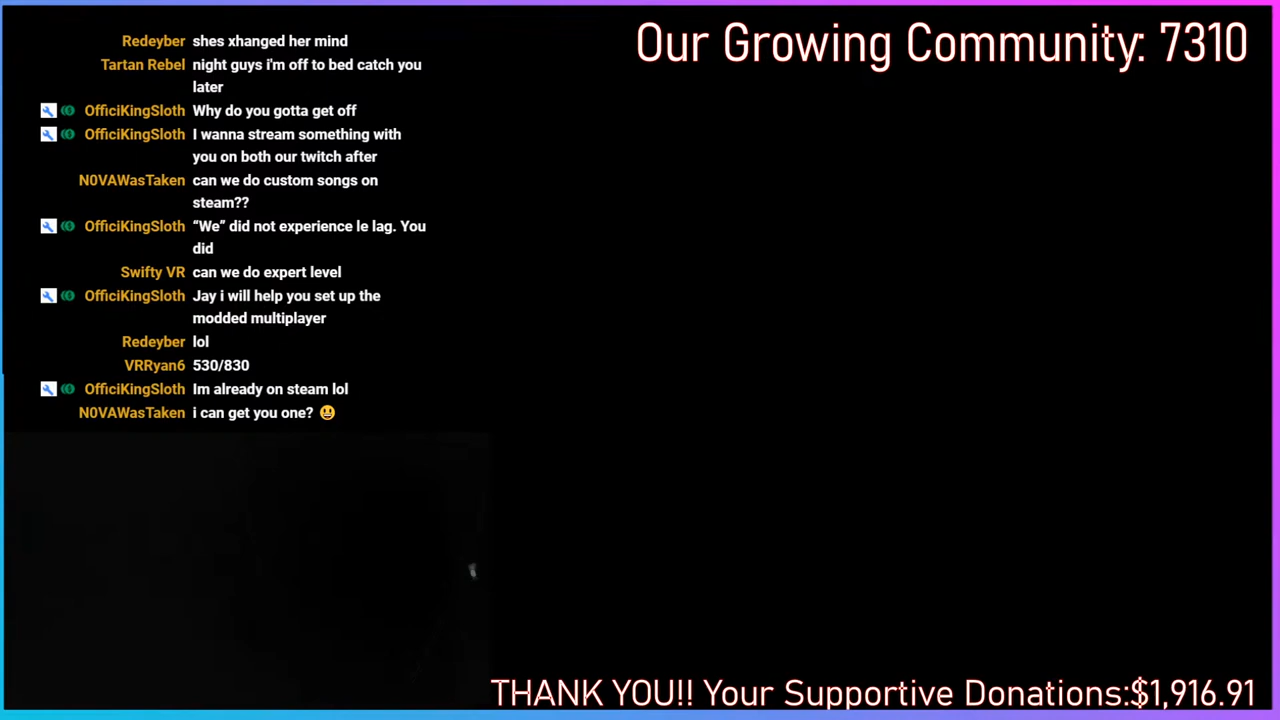 Our Growing Community: 7310
Redeyber shes xhanged her mind
Tartan Rebel night guys i'm off to bed catch you
later
OfficiKingSloth Why do you gotta get off
OfficiKingSloth I wanna stream something with
you on both our twitch after
N0VAWasTaken can we do custom songs on
steam??
OfficiKingSloth “We” did not experience le lag. You
did
Swifty VR can we do expert level
OfficiKingSloth Jay i will help you set up the
modded multiplayer
Redeyber lol
VRRyan6 530/830
OfficiKingSloth Im already on steam lol
N0VAWasTaken i can get you one? 😃
THANK YOU!! Your Supportive Donations:$1,916.91